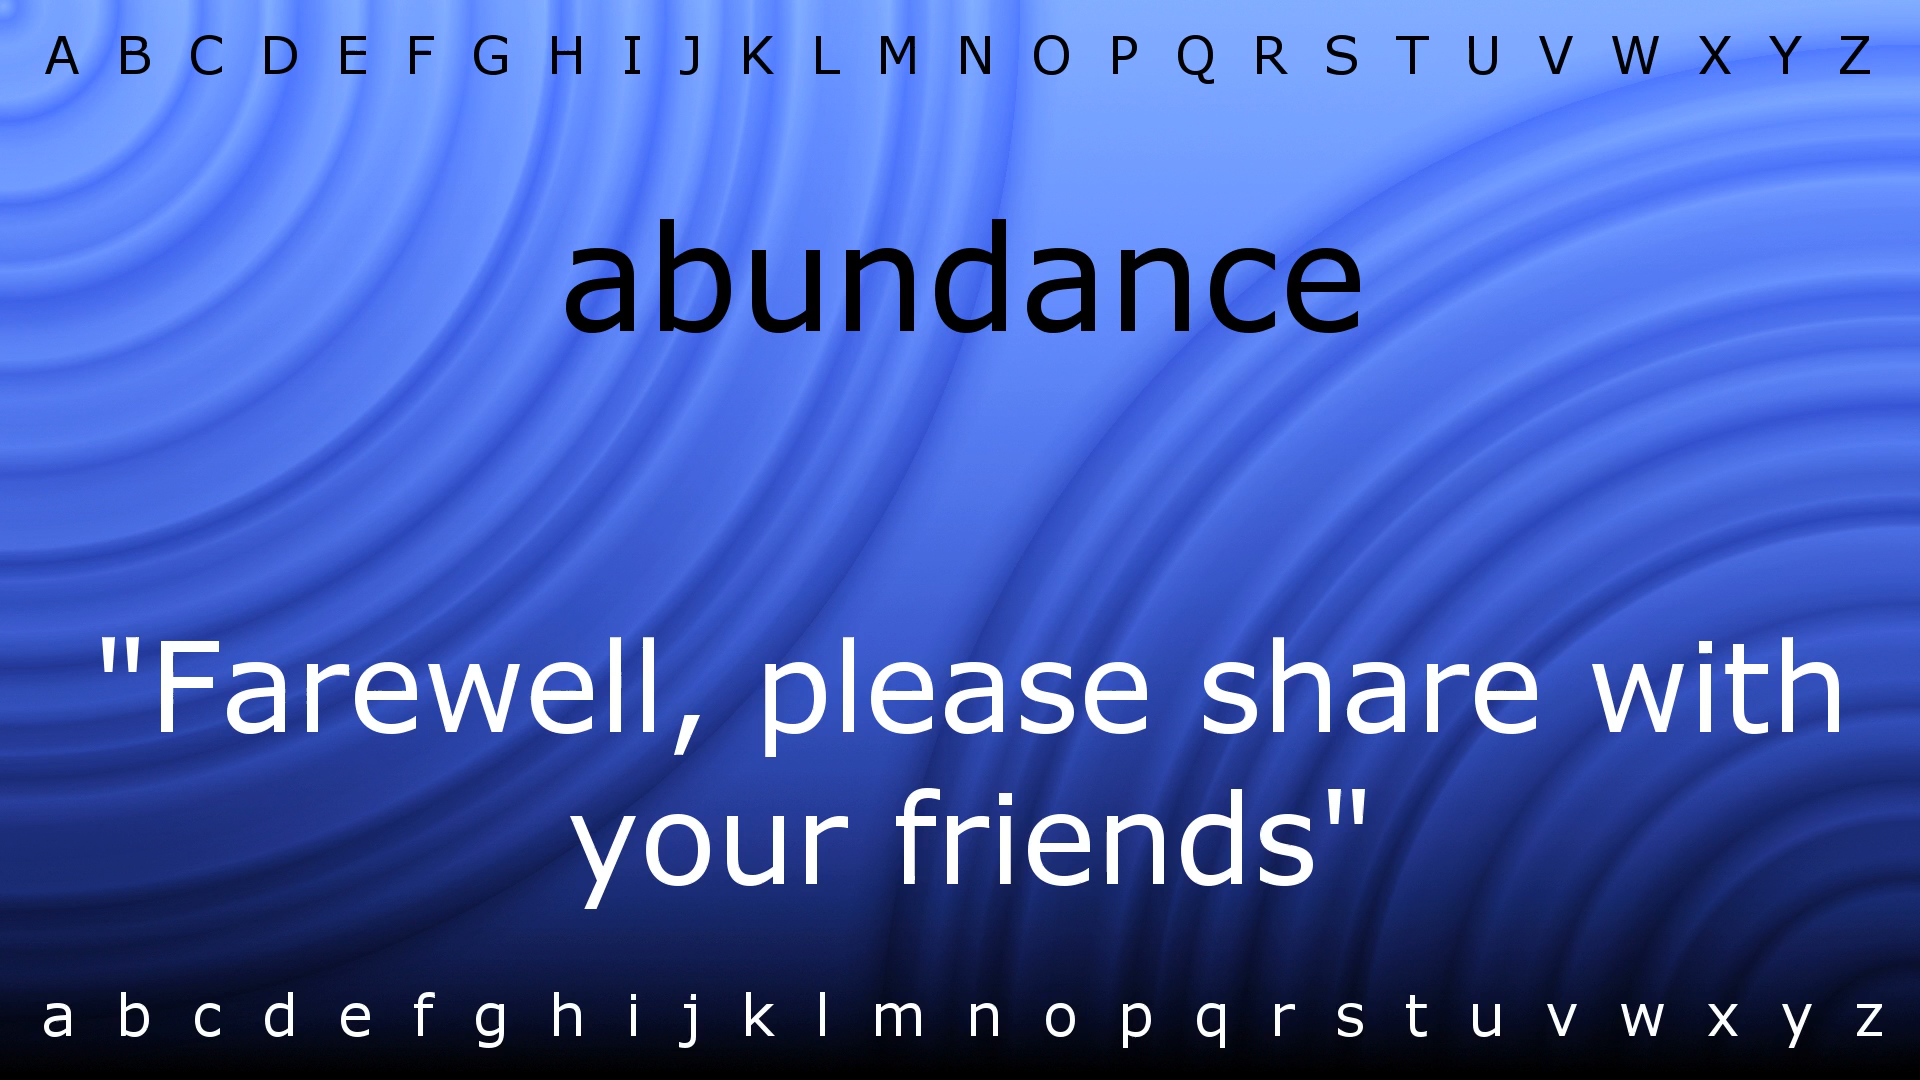 A B C D E F G H I J K L M N O P Q R S T U V W X Y Z
abundance
"Farewell, please share with
your friends"
a b c d e f g h i j k l m n o p q r s t u v w x y z